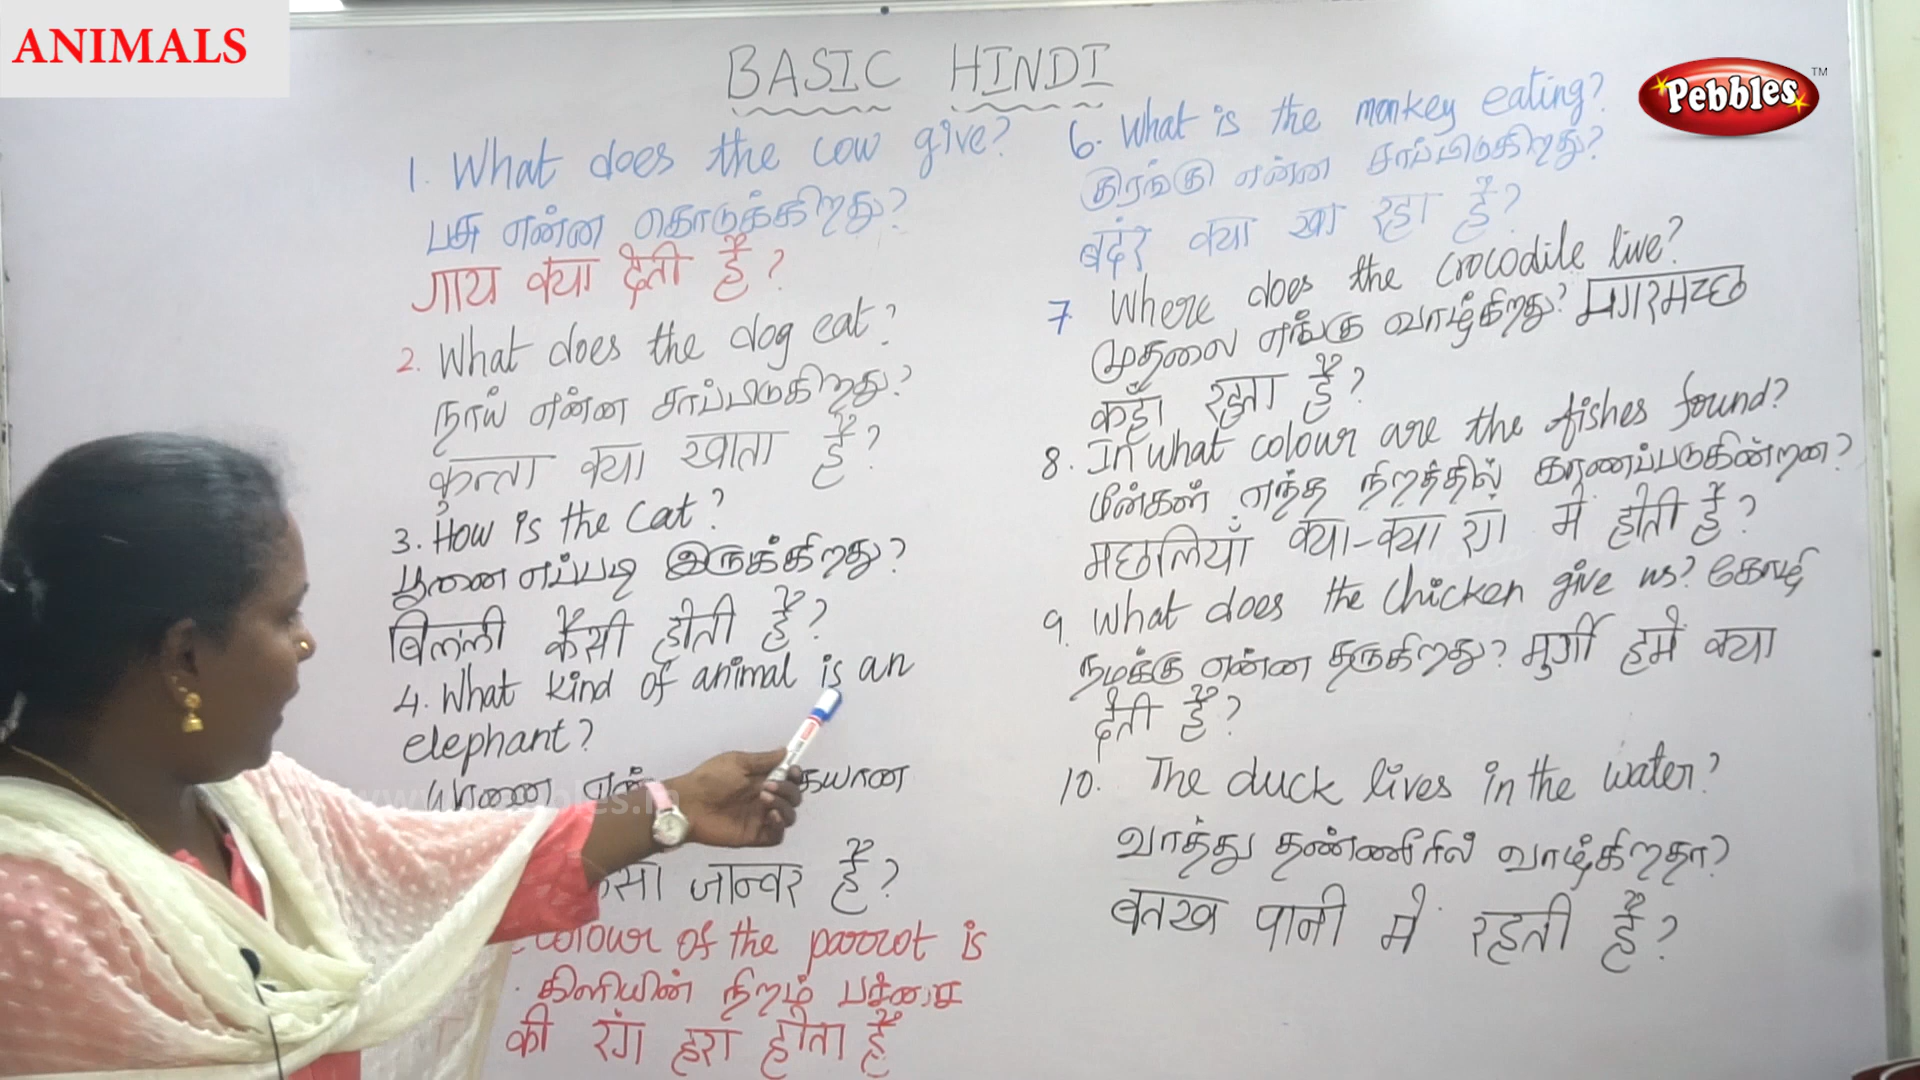 ANIMALS
Pebbles™
BASIC HINDI
1. What does the cow give?
பசு என்ன கொடுக்கிறது?
गाय क्या देती है?
2. What does the dog eat?
நாய் என்ன சாப்பிடுகிறது?
कुत्ता क्या खाता है?
3. How is the cat?
பூனை எப்படி இருக்கிறது?
बिल्ली कैसी होती है?
4. What kind of animal is an
elephant?
யானை
जान्वर है?
colour of the parrot is
கிளியின் நிறம் பச்சை
की रंग हरा होता है
6. What is the monkey eating?
குரங்கு என்ன சாப்பிடுகிறது?
बदंर क्या खा रहा है?
7. Where does the crocodile live?
முதலை எங்கு வாழ்கிறது? मगरमच्छ
कहाँ रहता है?
8. In what colour are the fishes found?
மீன்கள் எந்த நிறத்தில் காணப்படுகின்றன?
मछलियाँ क्या-क्या रंग में होती हैं?
9. What does the chicken give us? கோழி
நமக்கு என்ன தருகிறது? मुर्गी हमें क्या
देती है?
10. The duck lives in the water?
வாத்து தண்ணீரில் வாழ்கிறதா?
बतख पानी में रहती है?